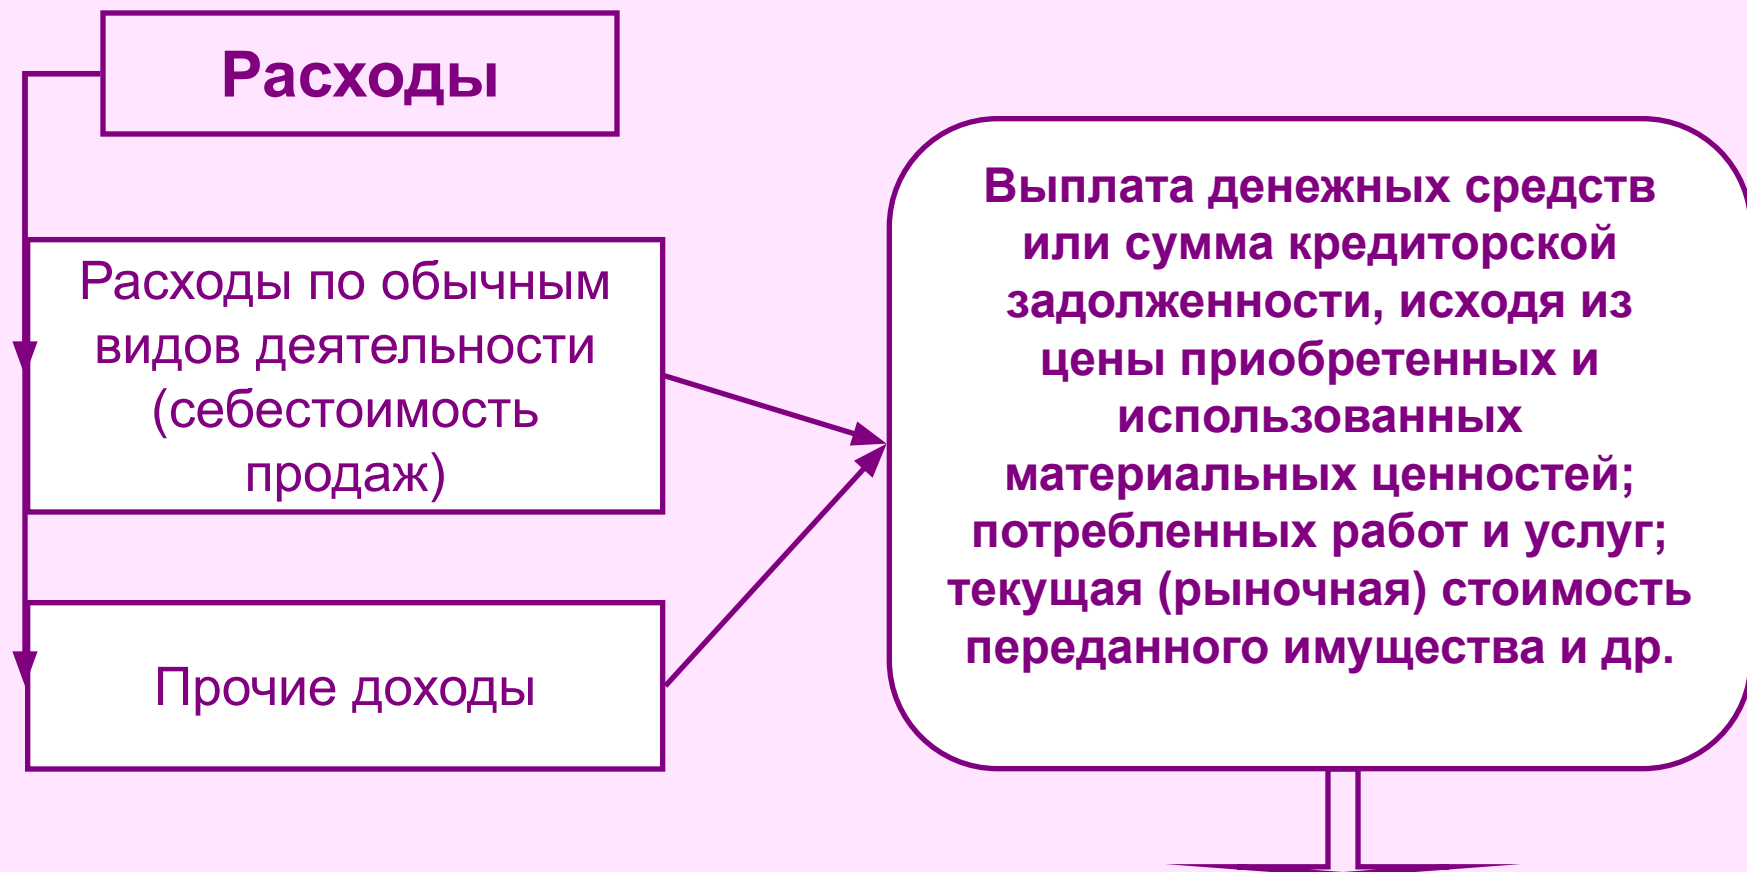 Расходы
Расходы по обычным
видов деятельности
(себестоимость
продаж)
Прочие доходы
Выплата денежных средств
или сумма кредиторской
задолженности, исходя из
цены приобретенных и
использованных
материальных ценностей;
потребленных работ и услуг;
текущая (рыночная) стоимость
переданного имущества и др.